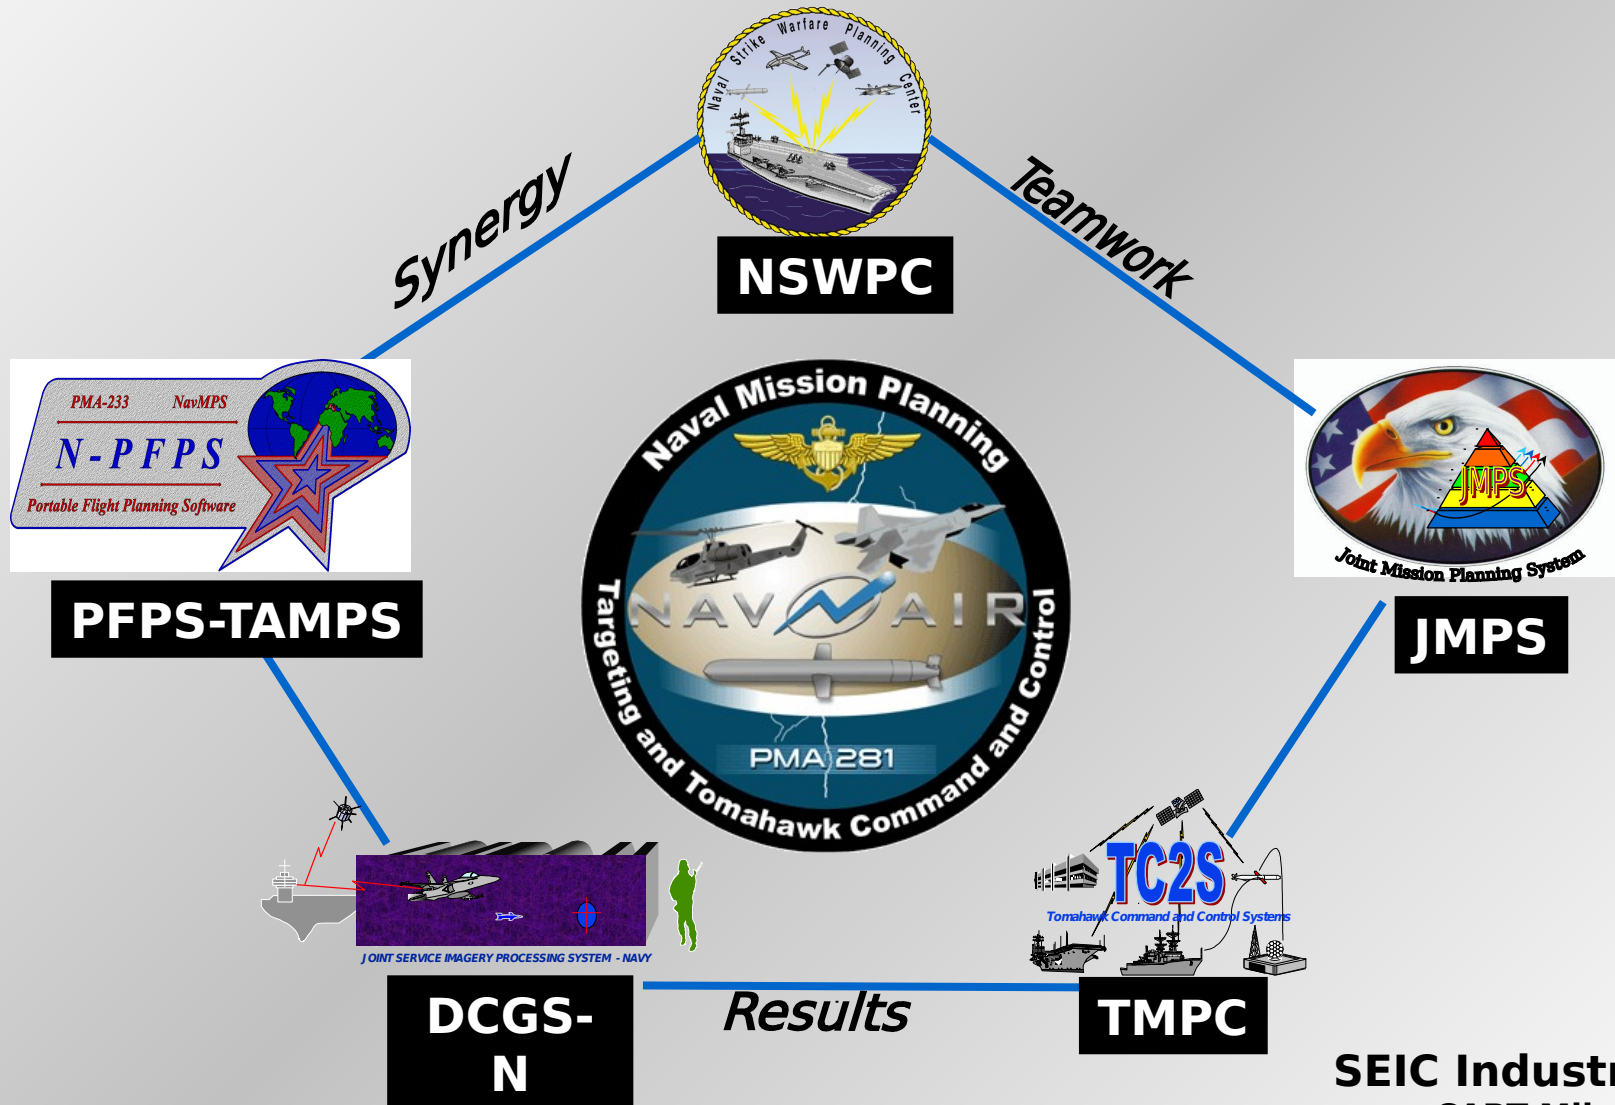 Naval Strike Warfare Planning Center
NSWPC
Synergy
Teamwork
PMA-233 NavMPS
N-PFPS
Portable Flight Planning Software
PFPS-TAMPS
Naval Mission Planning
NAVAIR
PMA 281
Targeting and Tomahawk Command and Control
JMPS
Joint Mission Planning System
JMPS
JOINT SERVICE IMAGERY PROCESSING SYSTEM - NAVY
DCGS-
N
Results
TC2S
Tomahawk Command and Control Systems
TMPC
SEIC Industr